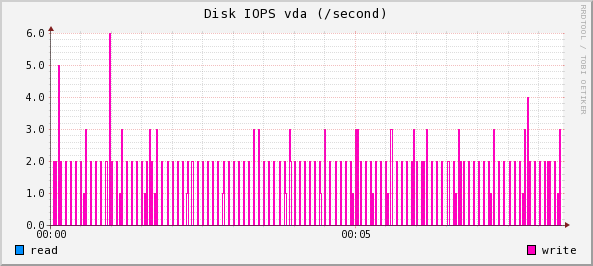 Disk IOPS vda (/second)
RRDTOOL / TOBI OETIKER
6.0
5.0
4.0
3.0
2.0
1.0
0.0
00:00 00:05
read write